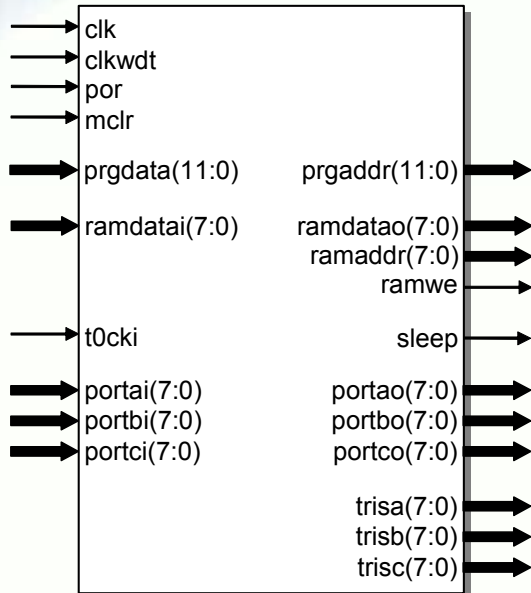 clk
clkwdt
por
mclr
prgdata(11:0) prgaddr(11:0)
ramdatai(7:0) ramdatao(7:0)
ramaddr(7:0)
ramwe
t0cki sleep
portai(7:0) portao(7:0)
portbi(7:0) portbo(7:0)
portci(7:0) portco(7:0)
trisa(7:0)
trisb(7:0)
trisc(7:0)